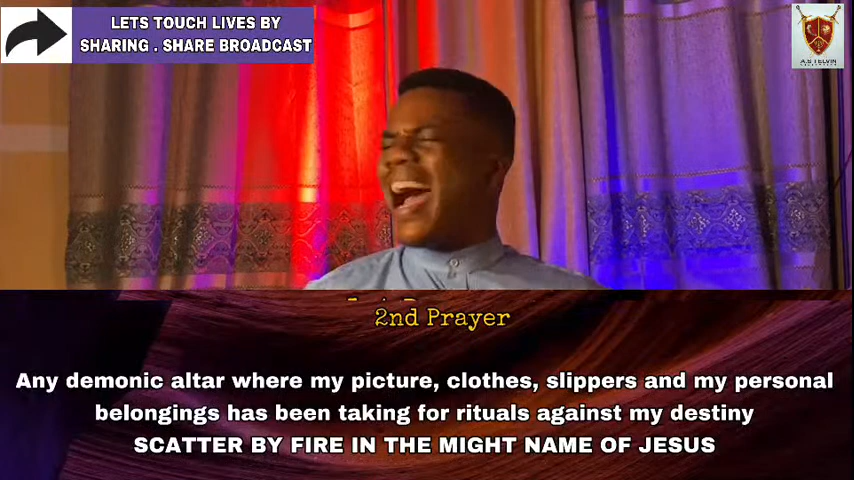 LETS TOUCH LIVES BY
SHARING . SHARE BROADCAST
2nd Prayer
Any demonic altar where my picture, clothes, slippers and my personal
belongings has been taking for rituals against my destiny
SCATTER BY FIRE IN THE MIGHT NAME OF JESUS